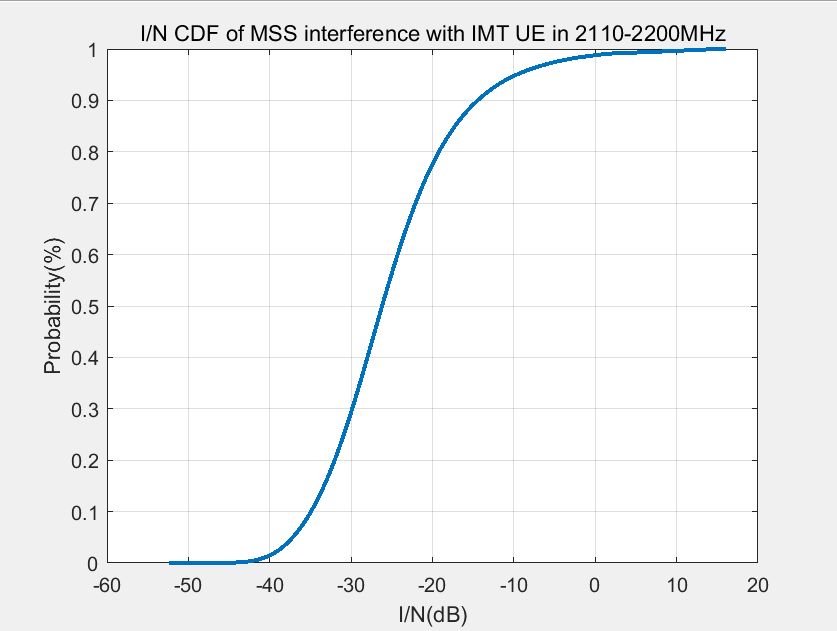 I/N CDF of MSS interference with IMT UE in 2110-2200MHz
1
0.9
0.8
0.7
0.6
0.5
0.4
0.3
0.2
0.1
0
Probability(%)
-60 -50 -40 -30 -20 -10 0 10 20
I/N(dB)